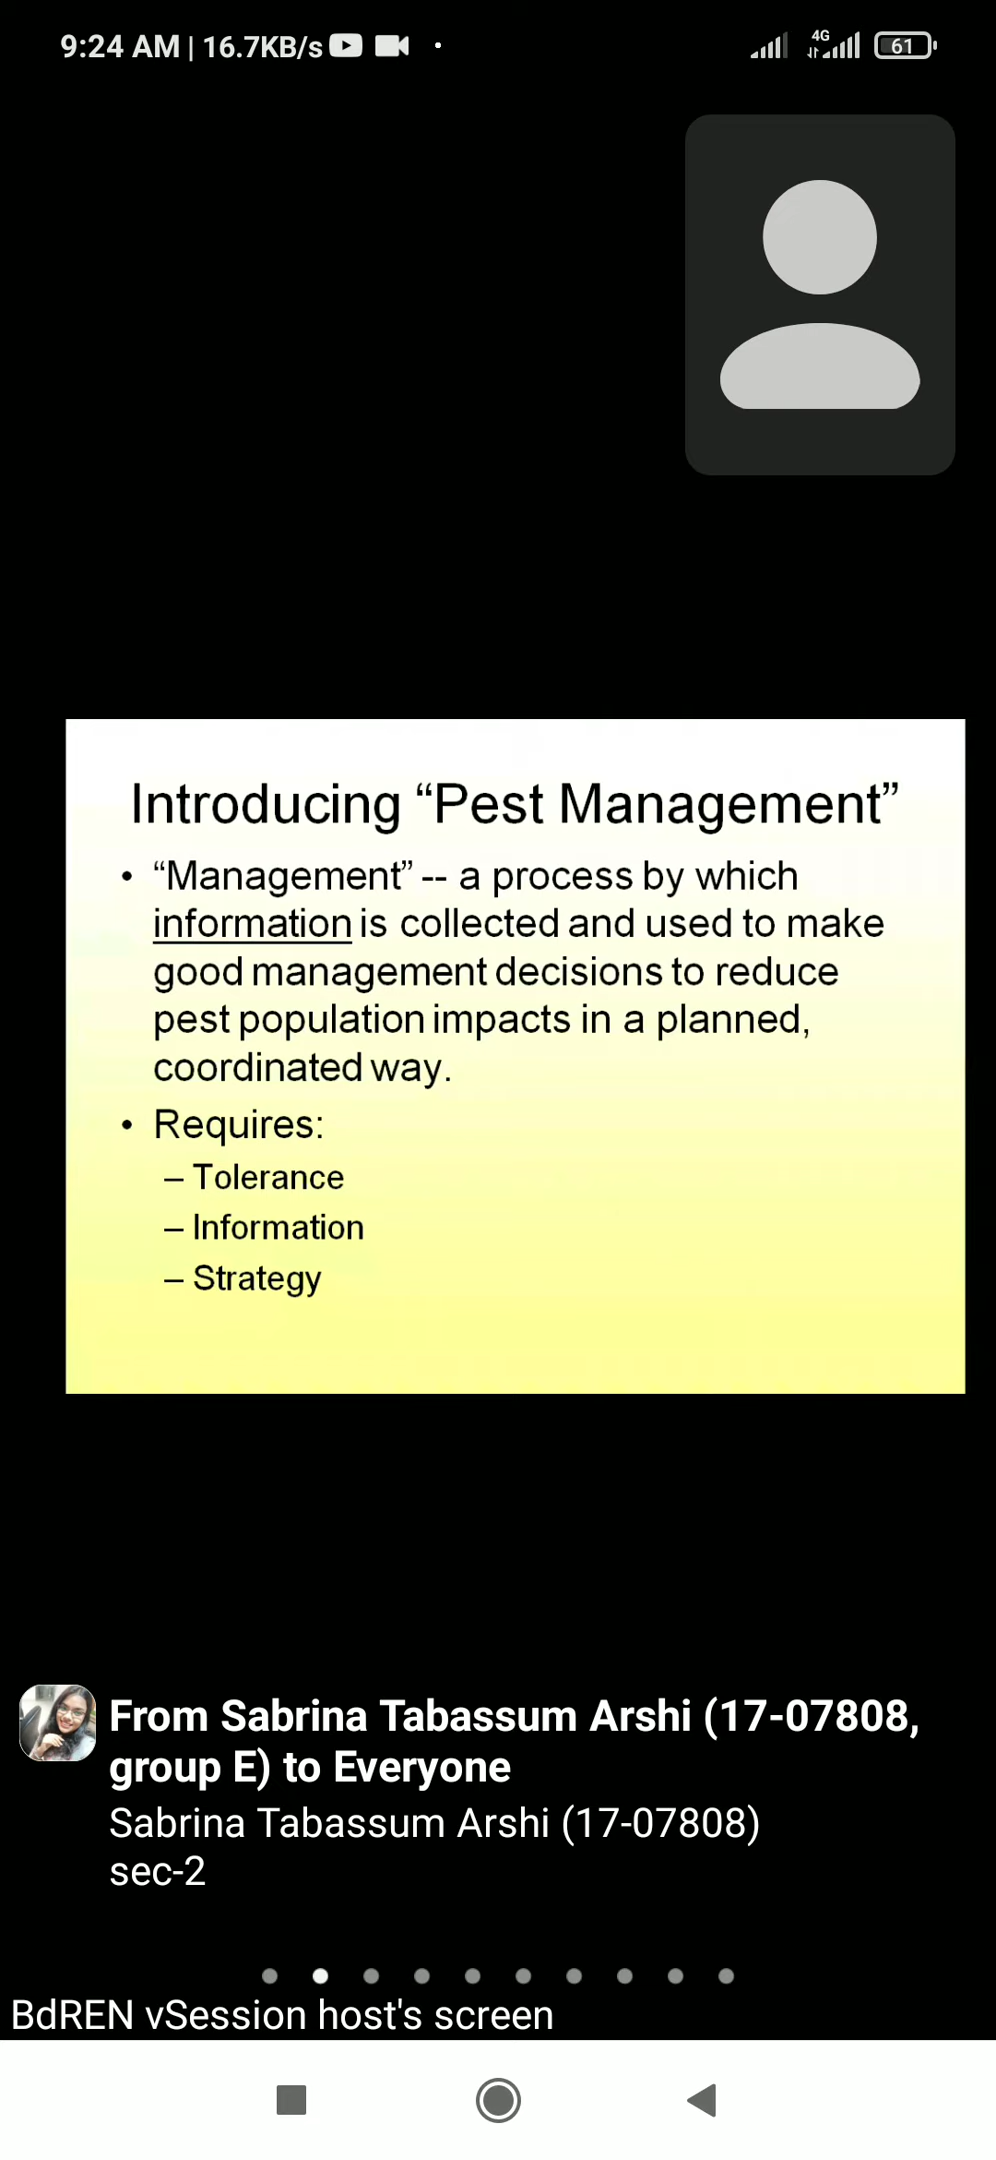 9:24 AM | 16.7KB/s
4G
61
Introducing “Pest Management”
• “Management” -- a process by which
information is collected and used to make
good management decisions to reduce
pest population impacts in a planned,
coordinated way.
• Requires:
– Tolerance
– Information
– Strategy
From Sabrina Tabassum Arshi (17-07808,
group E) to Everyone
Sabrina Tabassum Arshi (17-07808)
sec-2
BdREN vSession host's screen